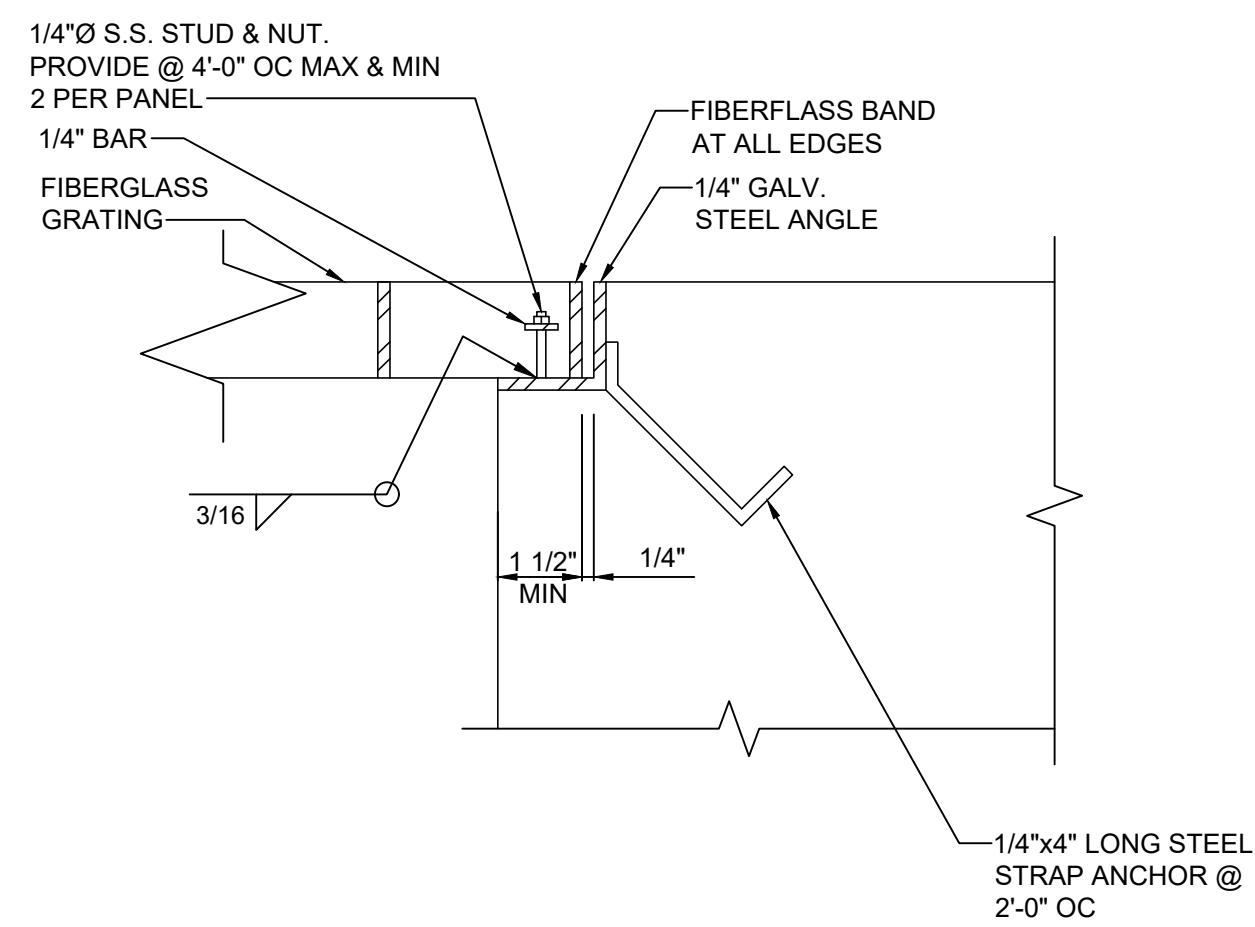 1/4"Ø S.S. STUD & NUT.
PROVIDE @ 4'-0" OC MAX & MIN
2 PER PANEL
1/4" BAR
FIBERGLASS
GRATING
FIBERFLASS BAND
AT ALL EDGES
1/4" GALV.
STEEL ANGLE
3/16
1 1/2"
MIN
1/4"
1/4"x4" LONG STEEL
STRAP ANCHOR @
2'-0" OC